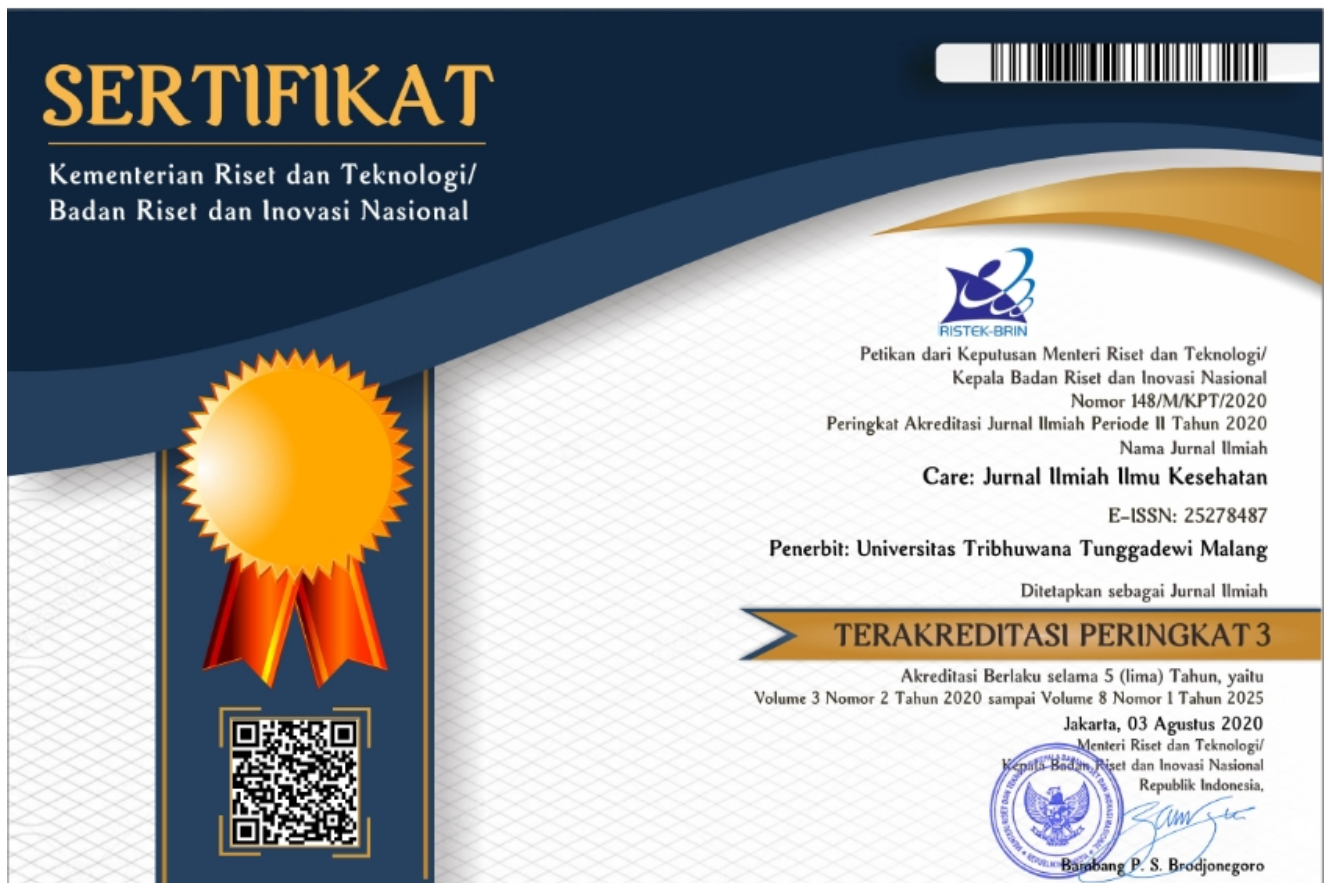 SERTIFIKAT
Kementerian Riset dan Teknologi/
Badan Riset dan Inovasi Nasional
RISTEK-BRIN
Petikan dari Keputusan Menteri Riset dan Teknologi/
Kepala Badan Riset dan Inovasi Nasional
Nomor 148/M/KPT/2020
Peringkat Akreditasi Jurnal Ilmiah Periode II Tahun 2020
Nama Jurnal Ilmiah
Care: Jurnal Ilmiah Ilmu Kesehatan
E-ISSN: 25278487
Penerbit: Universitas Tribhuwana Tunggadewi Malang
Ditetapkan sebagai Jurnal Ilmiah
TERAKREDITASI PERINGKAT 3
Akreditasi Berlaku selama 5 (lima) Tahun, yaitu
Volume 3 Nomor 2 Tahun 2020 sampai Volume 8 Nomor 1 Tahun 2025
Jakarta, 03 Agustus 2020
Menteri Riset dan Teknologi/
Kepala Badan Riset dan Inovasi Nasional
Republik Indonesia,
Bambang P. S. Brodjonegoro